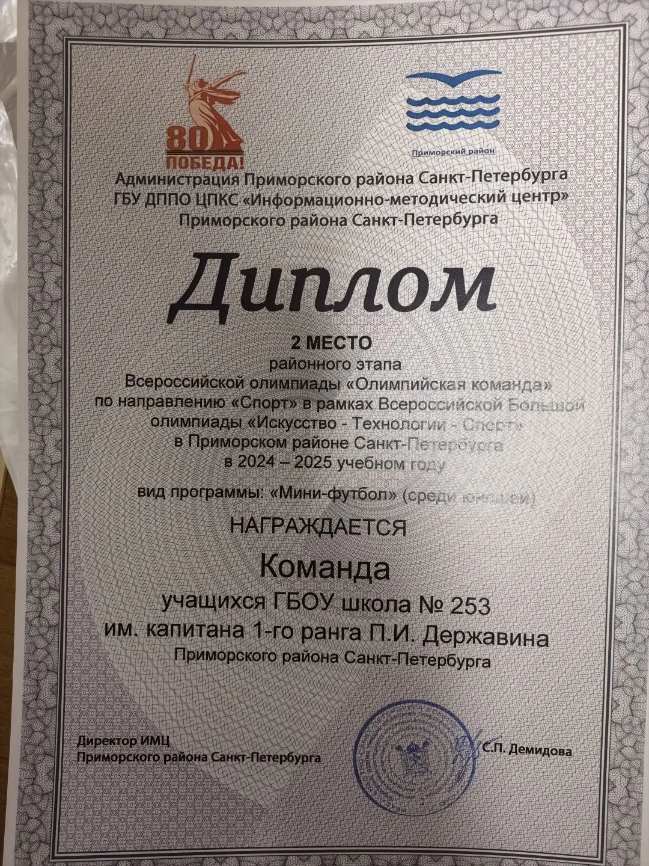 80
ПОБЕДА!
Приморский район
Администрация Приморского района Санкт-Петербурга
ГБУ ДППО ЦПКС «Информационно-методический центр»
Приморского района Санкт-Петербурга
Диплом
2 МЕСТО
районного этапа
Всероссийской олимпиады «Олимпийская команда»
по направлению «Спорт» в рамках Всероссийской Большой
олимпиады «Искусство - Технологии - Спорт»
в Приморском районе Санкт-Петербурга
в 2024 – 2025 учебном году
вид программы: «Мини-футбол» (среди юношей)
НАГРАЖДАЕТСЯ
Команда
учащихся ГБОУ школа № 253
им. капитана 1-го ранга П.И. Державина
Приморского района Санкт-Петербурга
Директор ИМЦ
Приморского района Санкт-Петербурга
С.П. Демидова